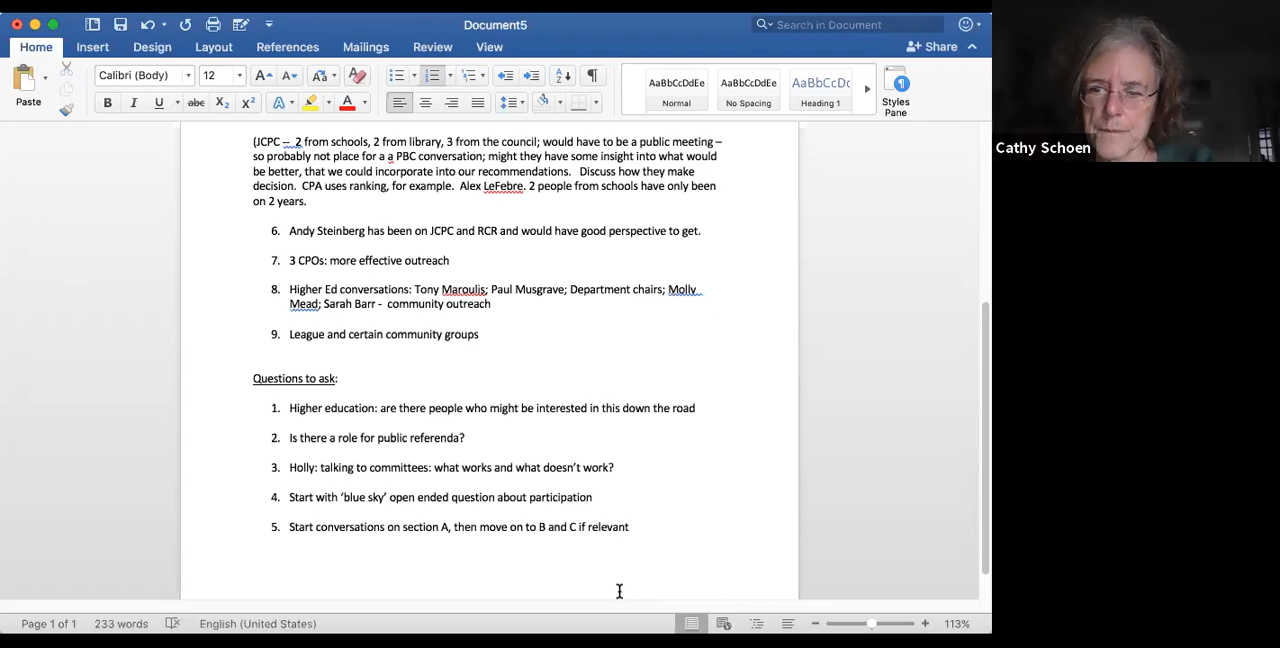 Document5
Search in Document
Home Insert Design Layout References Mailings Review View
Share
Paste
Calibri (Body) 12
AaBbCcDdEe AaBbCcDdEe AaBbCcDc
Normal No Spacing Heading 1
Styles
Pane
(JCPC – 2 from schools, 2 from library, 3 from the council; would have to be a public meeting –
so probably not place for a a PBC conversation; might they have some insight into what would
be better, that we could incorporate into our recommendations. Discuss how they make
decision. CPA uses ranking, for example. Alex LeFebre. 2 people from schools have only been
on 2 years.
6. Andy Steinberg has been on JCPC and RCR and would have good perspective to get.
7. 3 CPOs: more effective outreach
8. Higher Ed conversations: Tony Maroulis; Paul Musgrave; Department chairs; Molly
Mead; Sarah Barr - community outreach
9. League and certain community groups
Questions to ask:
1. Higher education: are there people who might be interested in this down the road
2. Is there a role for public referenda?
3. Holly: talking to committees: what works and what doesn't work?
4. Start with 'blue sky' open ended question about participation
5. Start conversations on section A, then move on to B and C if relevant
Page 1 of 1 233 words English (United States) 113%
Cathy Schoen